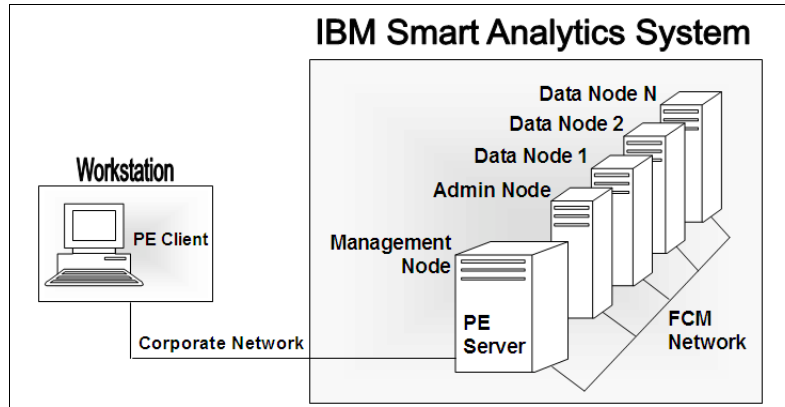 IBM Smart Analytics System
Data Node N
Data Node 2
Data Node 1
Admin Node
Management
Node
Workstation
PE Client
PE
Server
FCM
Network
Corporate Network